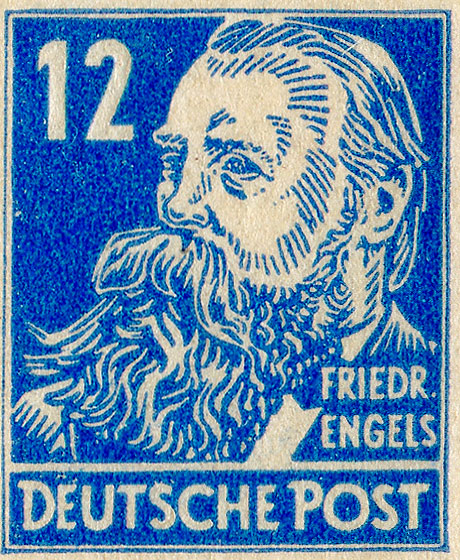 12
FRIEDR.
ENGELS
DEUTSCHE POST